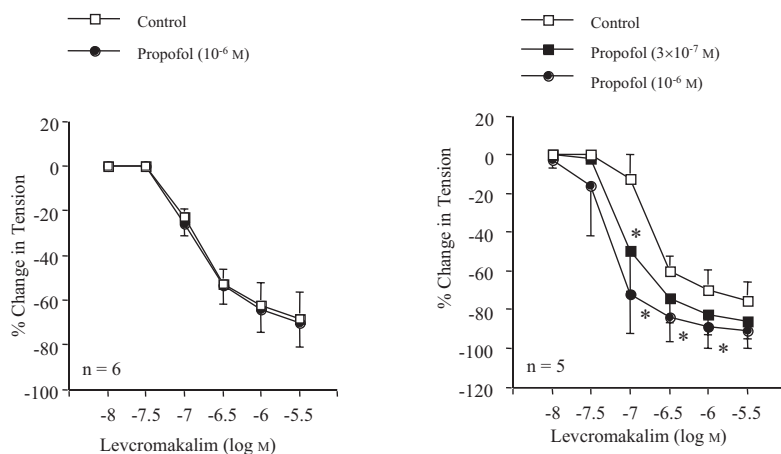 Control
Propofol (10⁻⁶ M)
20
0
-20
-40
-60
-80
-100
% Change in Tension
n = 6
-8 -7.5 -7 -6.5 -6 -5.5
Levcromakalim (log M)
Control
Propofol (3×10⁻⁷ M)
Propofol (10⁻⁶ M)
20
0
-20
-40
-60
-80
-100
-120
% Change in Tension
*
*
*
*
n = 5
-8 -7.5 -7 -6.5 -6 -5.5
Levcromakalim (log M)